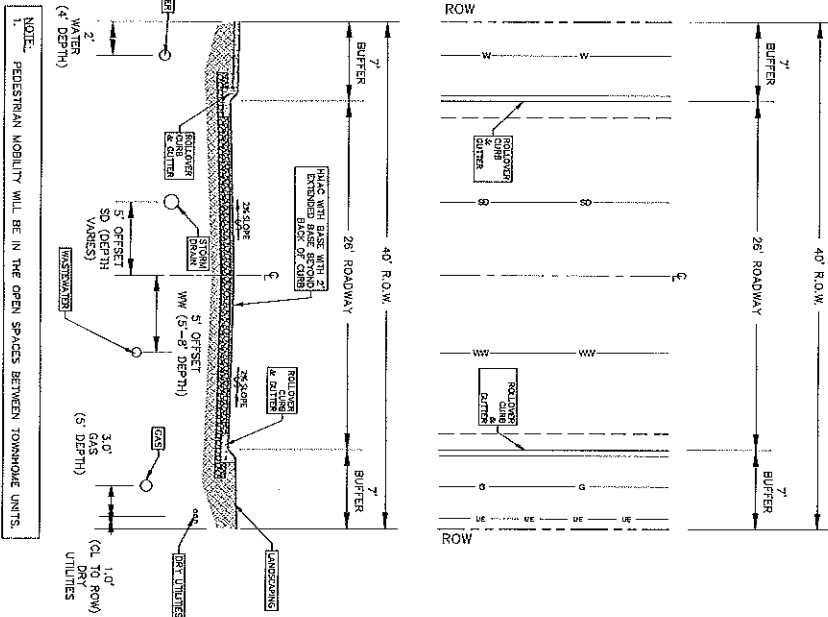 40' R.O.W.
7'
BUFFER
26' ROADWAY
7'
BUFFER
ROW
ROW
W
W
SD
SD
CL
WW
WW
G
G
UE
UE
UE
UE
ROLLOVER
CURB
& GUTTER
ROLLOVER
CURB &
GUTTER
40' R.O.W.
7'
BUFFER
26' ROADWAY
7'
BUFFER
HMAC WITH BASE WITH 2'
EXTENDED BASE BEYOND
BACK OF CURB
CL
2% SLOPE
2% SLOPE
ROLLOVER
CURB
& GUTTER
ROLLOVER
CURB
& GUTTER
LANDSCAPING
STORM
DRAIN
DRY UTILITIES
2'
WATER
(4' DEPTH)
5' OFFSET
SD (DEPTH
VARIES)
5' OFFSET
WW (5'-8' DEPTH)
WASTEWATER
GAS
3.0'
GAS
(5' DEPTH)
1.0'
(CL TO ROW)
DRY
UTILITIES
NOTE:
1. PEDESTRIAN MOBILITY WILL BE IN THE OPEN SPACES BETWEEN TOWNHOME UNITS.